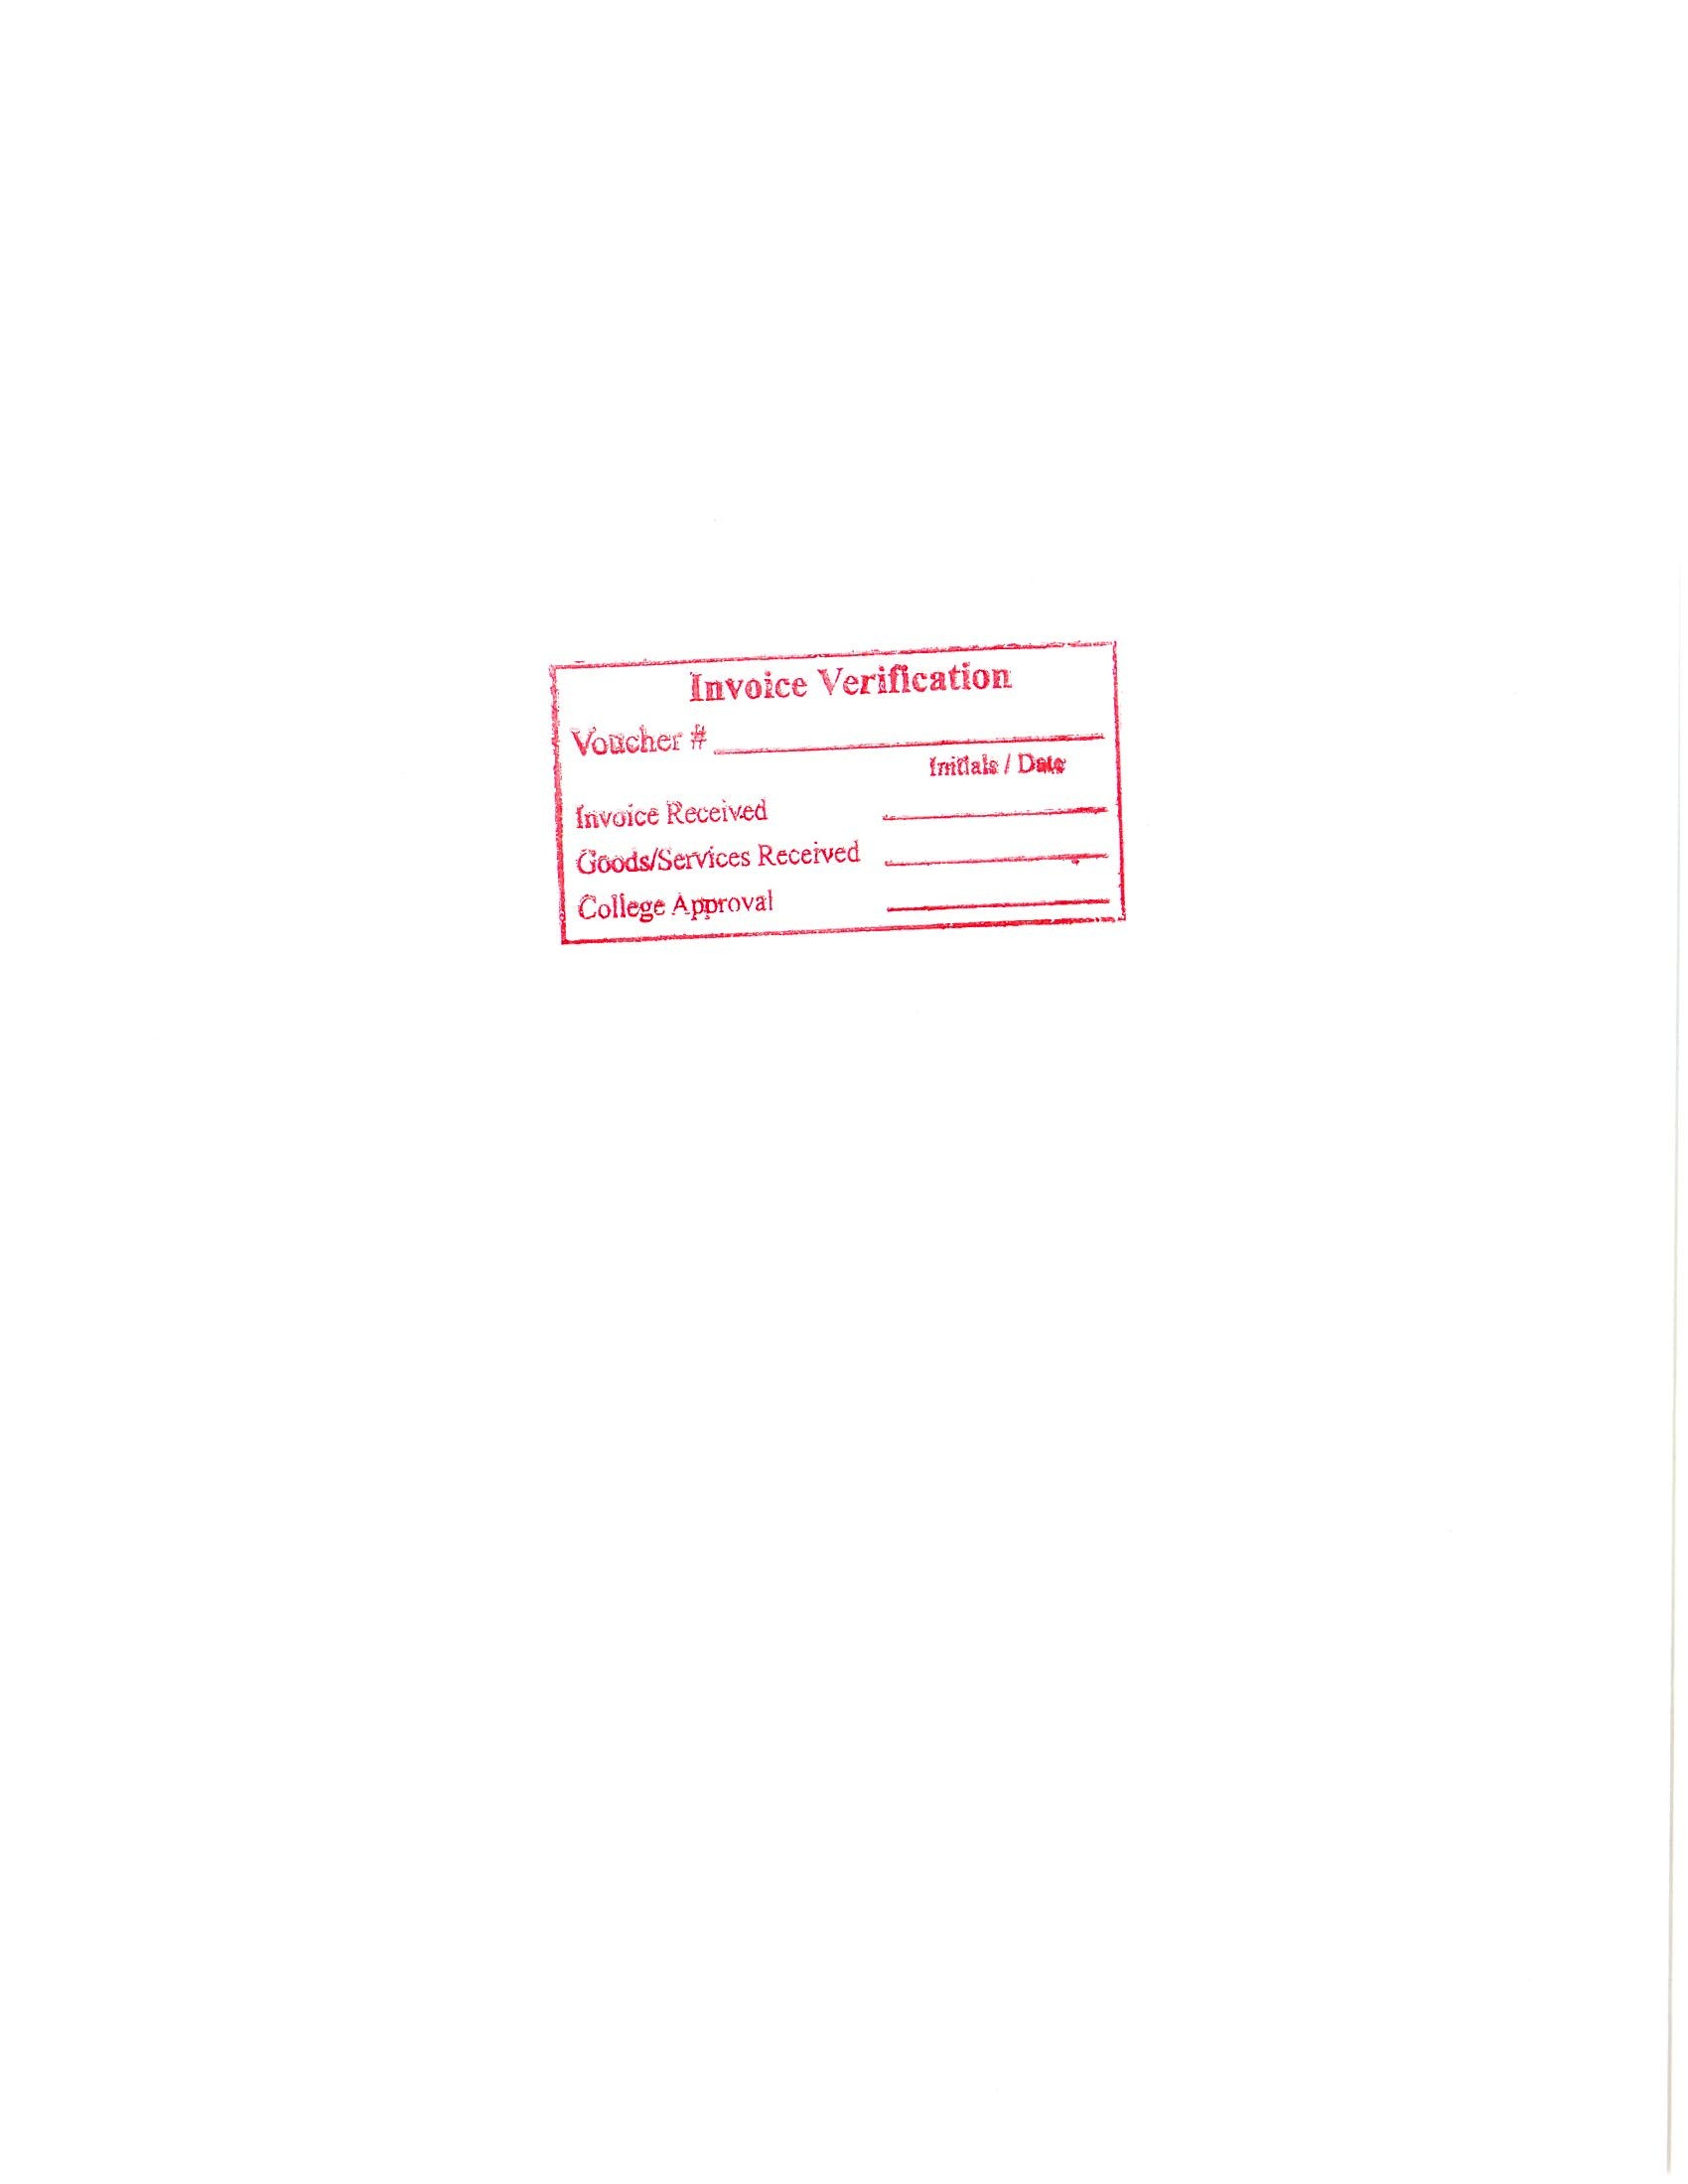 Invoice Verification
Voucher #
Initials / Date
Invoice Received
Goods/Services Received
College Approval